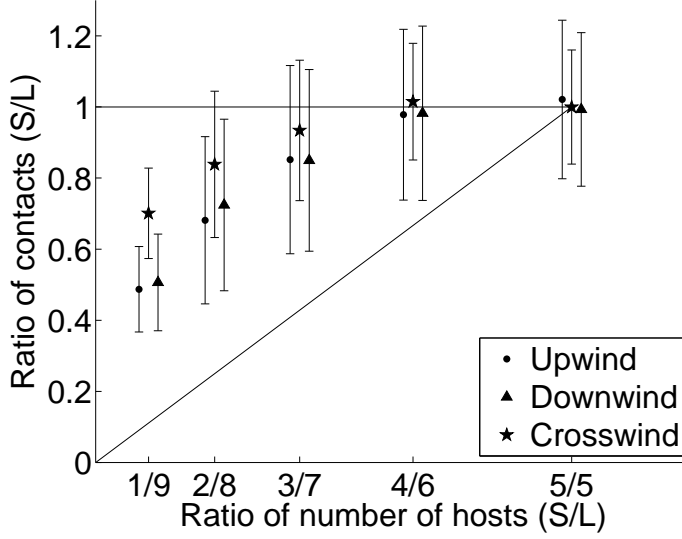 Ratio of contacts (S/L)
1.2
1
0.8
0.6
0.4
0.2
0
1/9 2/8 3/7 4/6 5/5
Ratio of number of hosts (S/L)
Upwind
Downwind
Crosswind